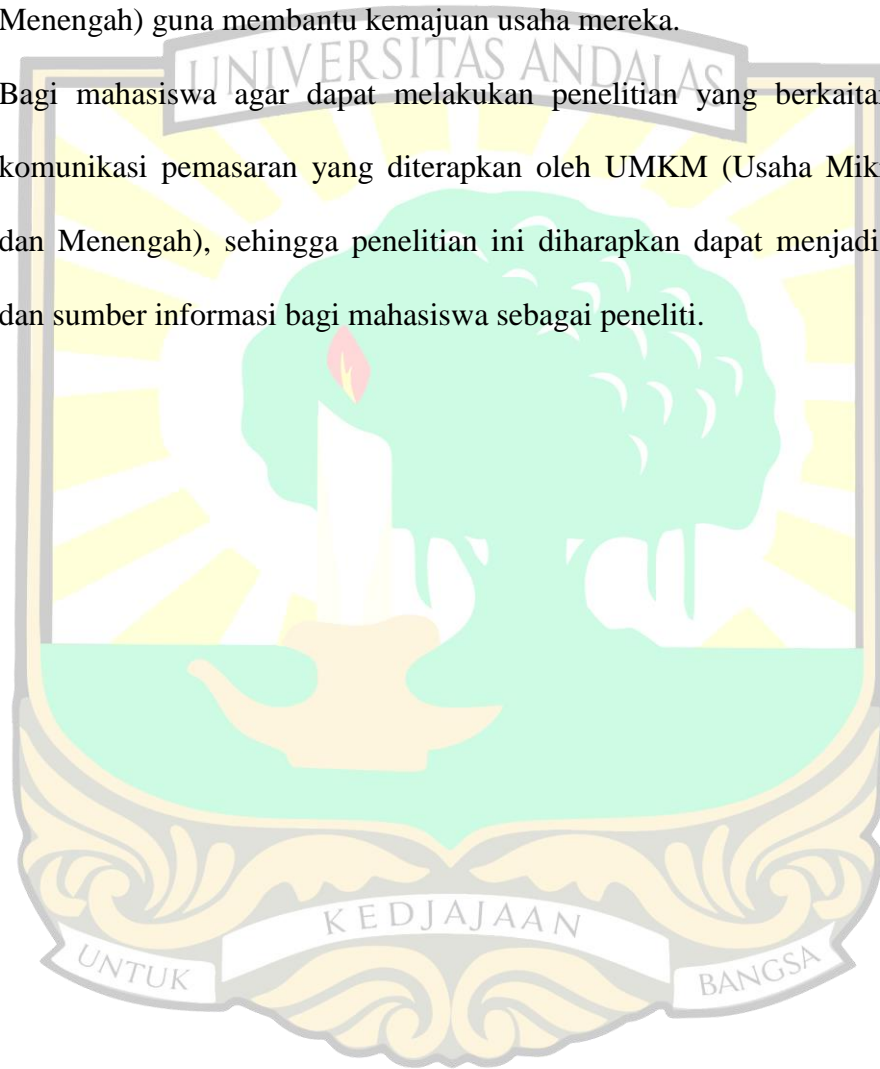 Menengah) guna membantu kemajuan usaha mereka.
UNIVERSITAS ANDALAS
Bagi mahasiswa agar dapat melakukan penelitian yang berkaitan
komunikasi pemasaran yang diterapkan oleh UMKM (Usaha Mik
dan Menengah), sehingga penelitian ini diharapkan dapat menjadi
dan sumber informasi bagi mahasiswa sebagai peneliti.
UNTUK
KEDJAJAAN
BANGSA